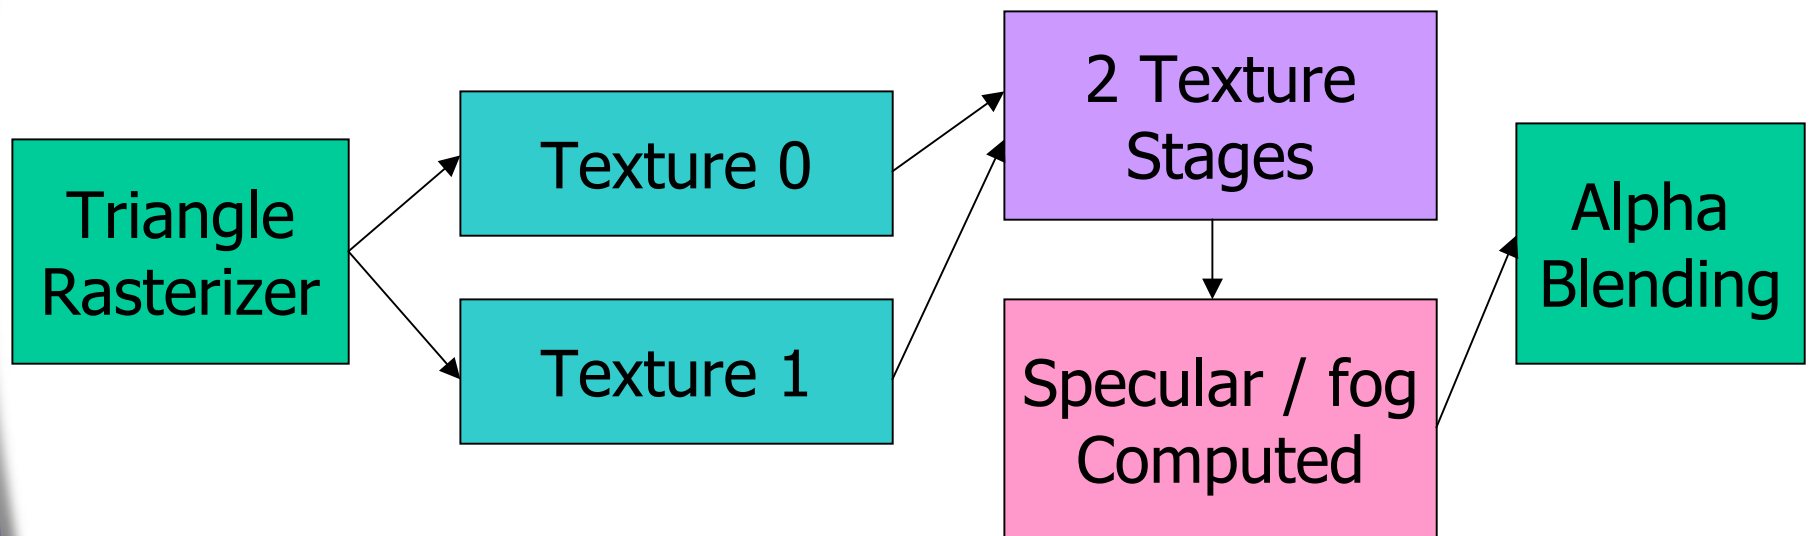 Triangle
Rasterizer
Texture 0
Texture 1
2 Texture
Stages
Specular / fog
Computed
Alpha
Blending